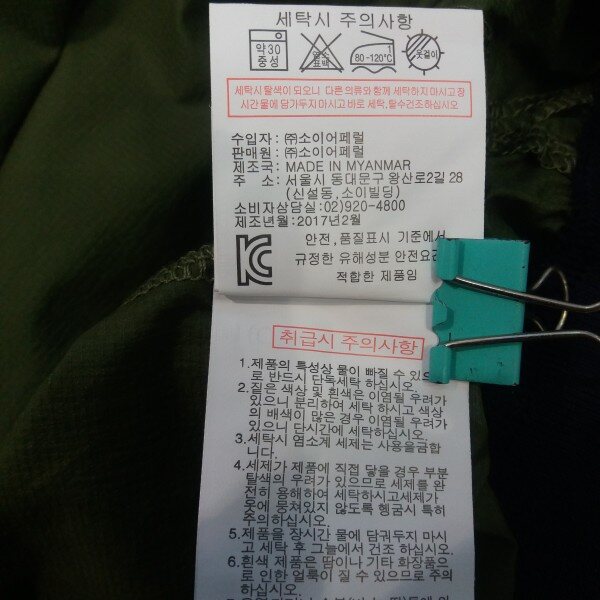 세탁시 주의사항
약30
중성
염소
표백
1
80~120℃
옷걸이
세탁시 탈색이 되오니 다른 의류와 함께 세탁하지 마시고 장
시간 물에 담가두지 마시고 바로 세탁, 탈수건조하십시오
수입자 : ㈜소이어페럴
판매원 : ㈜소이어페럴
제조국 : MADE IN MYANMAR
주 소 : 서울시 동대문구 왕산로2길 28
(신설동,소이빌딩)
소비자상담실:02)920-4800
제조년월:2017년2월
안전,품질표시 기준에서
규정한 유해성분 안전요건
적합한 제품임
취급시 주의사항
1.제품의 특성상 물이 빠질 수 있으
로 반드시 단독세탁 하십시오.
2.짙은 색상 및 흰색은 이염될 우려가
있으니 분리하여 세탁 하시고 색상
의 배색이 많은 경우 이염될 우려가
있으니 단시간에 세탁하십시오.
3.세탁시 염소계 세제는 사용을금합
니다.
4.세제가 제품에 직접 닿을 경우 부분
탈색의 우려가 있으므로 세제를 완
전히 용해하여 세탁하시고세제가
옷에 뭉쳐있지 않도록 헹굼시 특히
주의하십시오.
5.제품을 장시간 물에 담궈두지 마시
고 세탁 후 그늘에서 건조 하십시오.
6.흰색 제품은 땀이나 기타 화장품으
로 인한 얼룩이 질 수 있으므로 주의
하십시오.